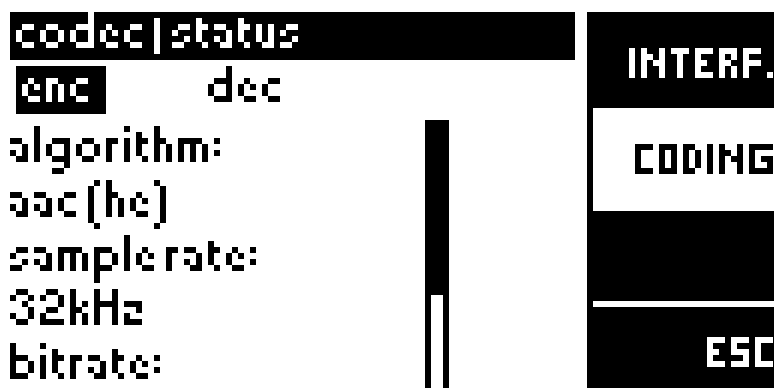 codec|status
enc dec
algorithm:
aac(he)
sample rate:
32kHz
bitrate:
INTERF.
CODING
ESC